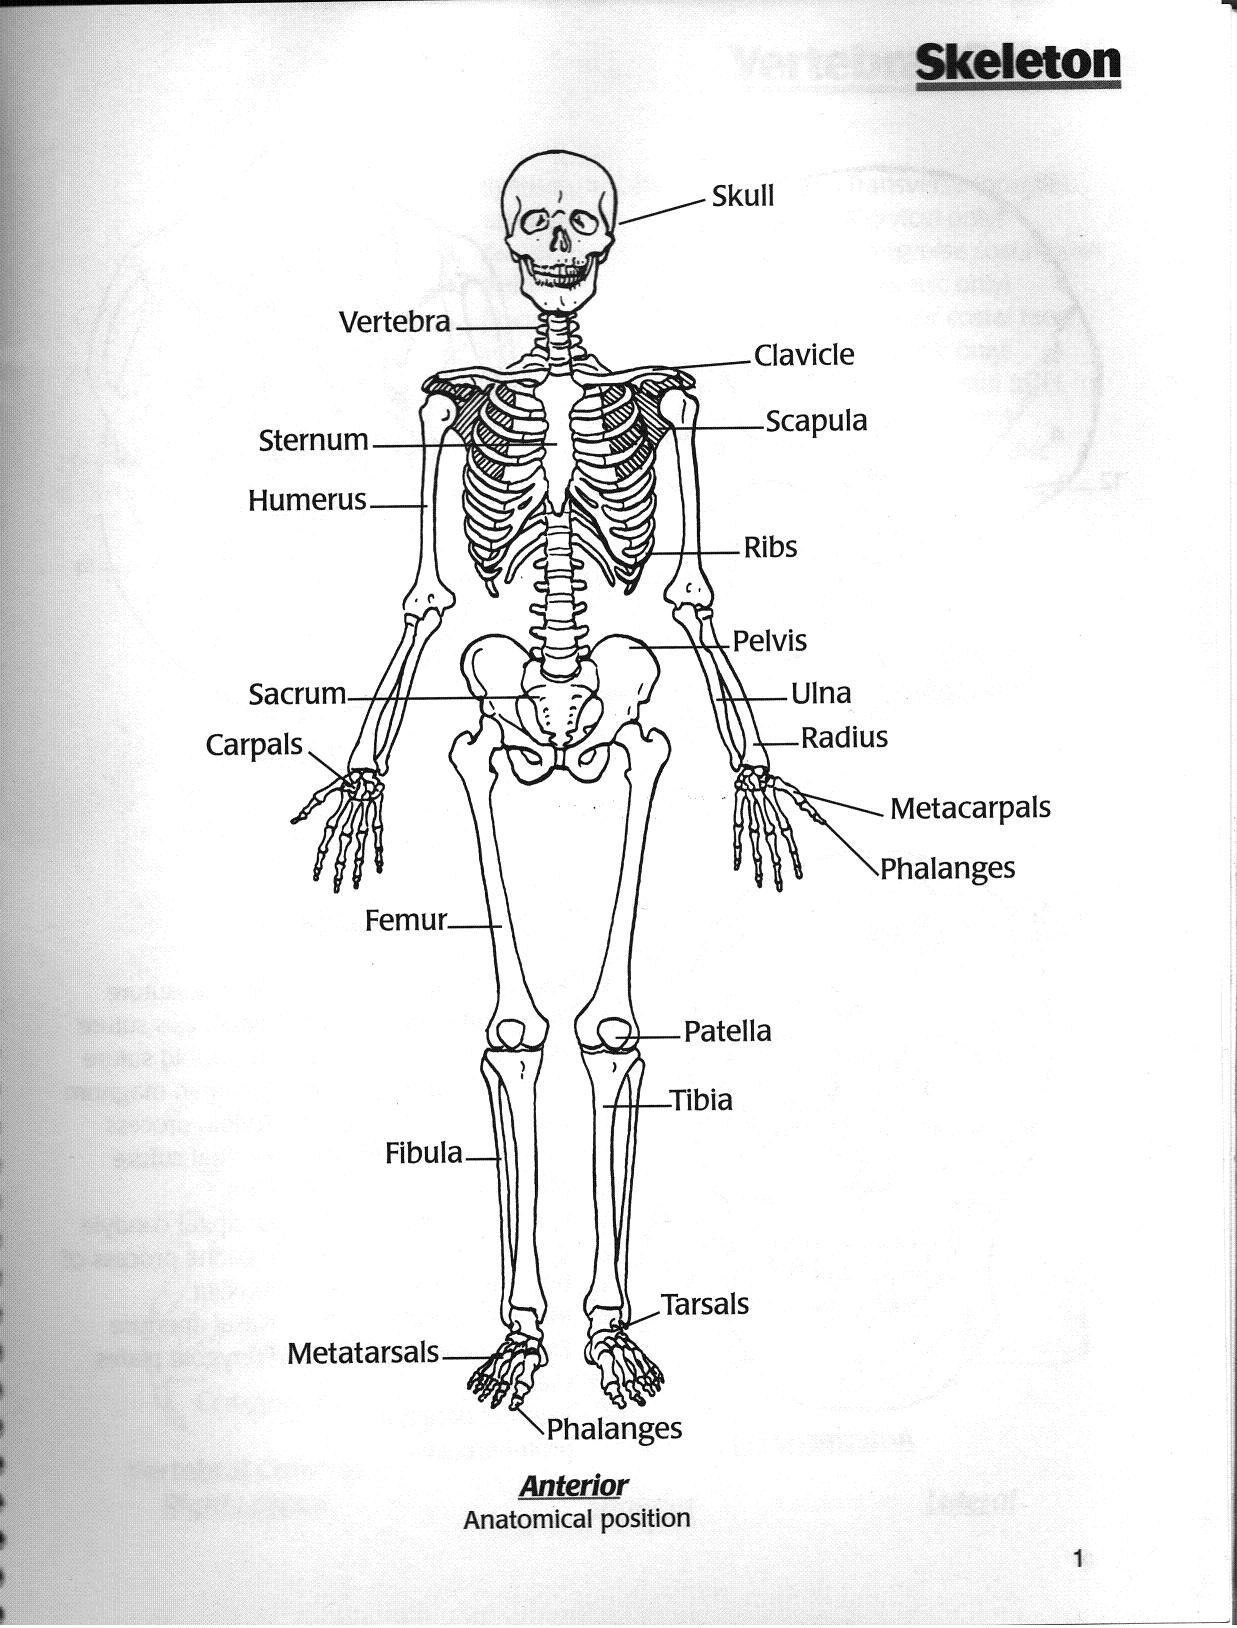 Skeleton
Skull
Vertebra
Clavicle
Scapula
Sternum
Humerus
Ribs
Pelvis
Sacrum
Ulna
Radius
Carpals
Metacarpals
Phalanges
Femur
Patella
Tibia
Fibula
Tarsals
Metatarsals
Phalanges
Anterior
Anatomical position
1